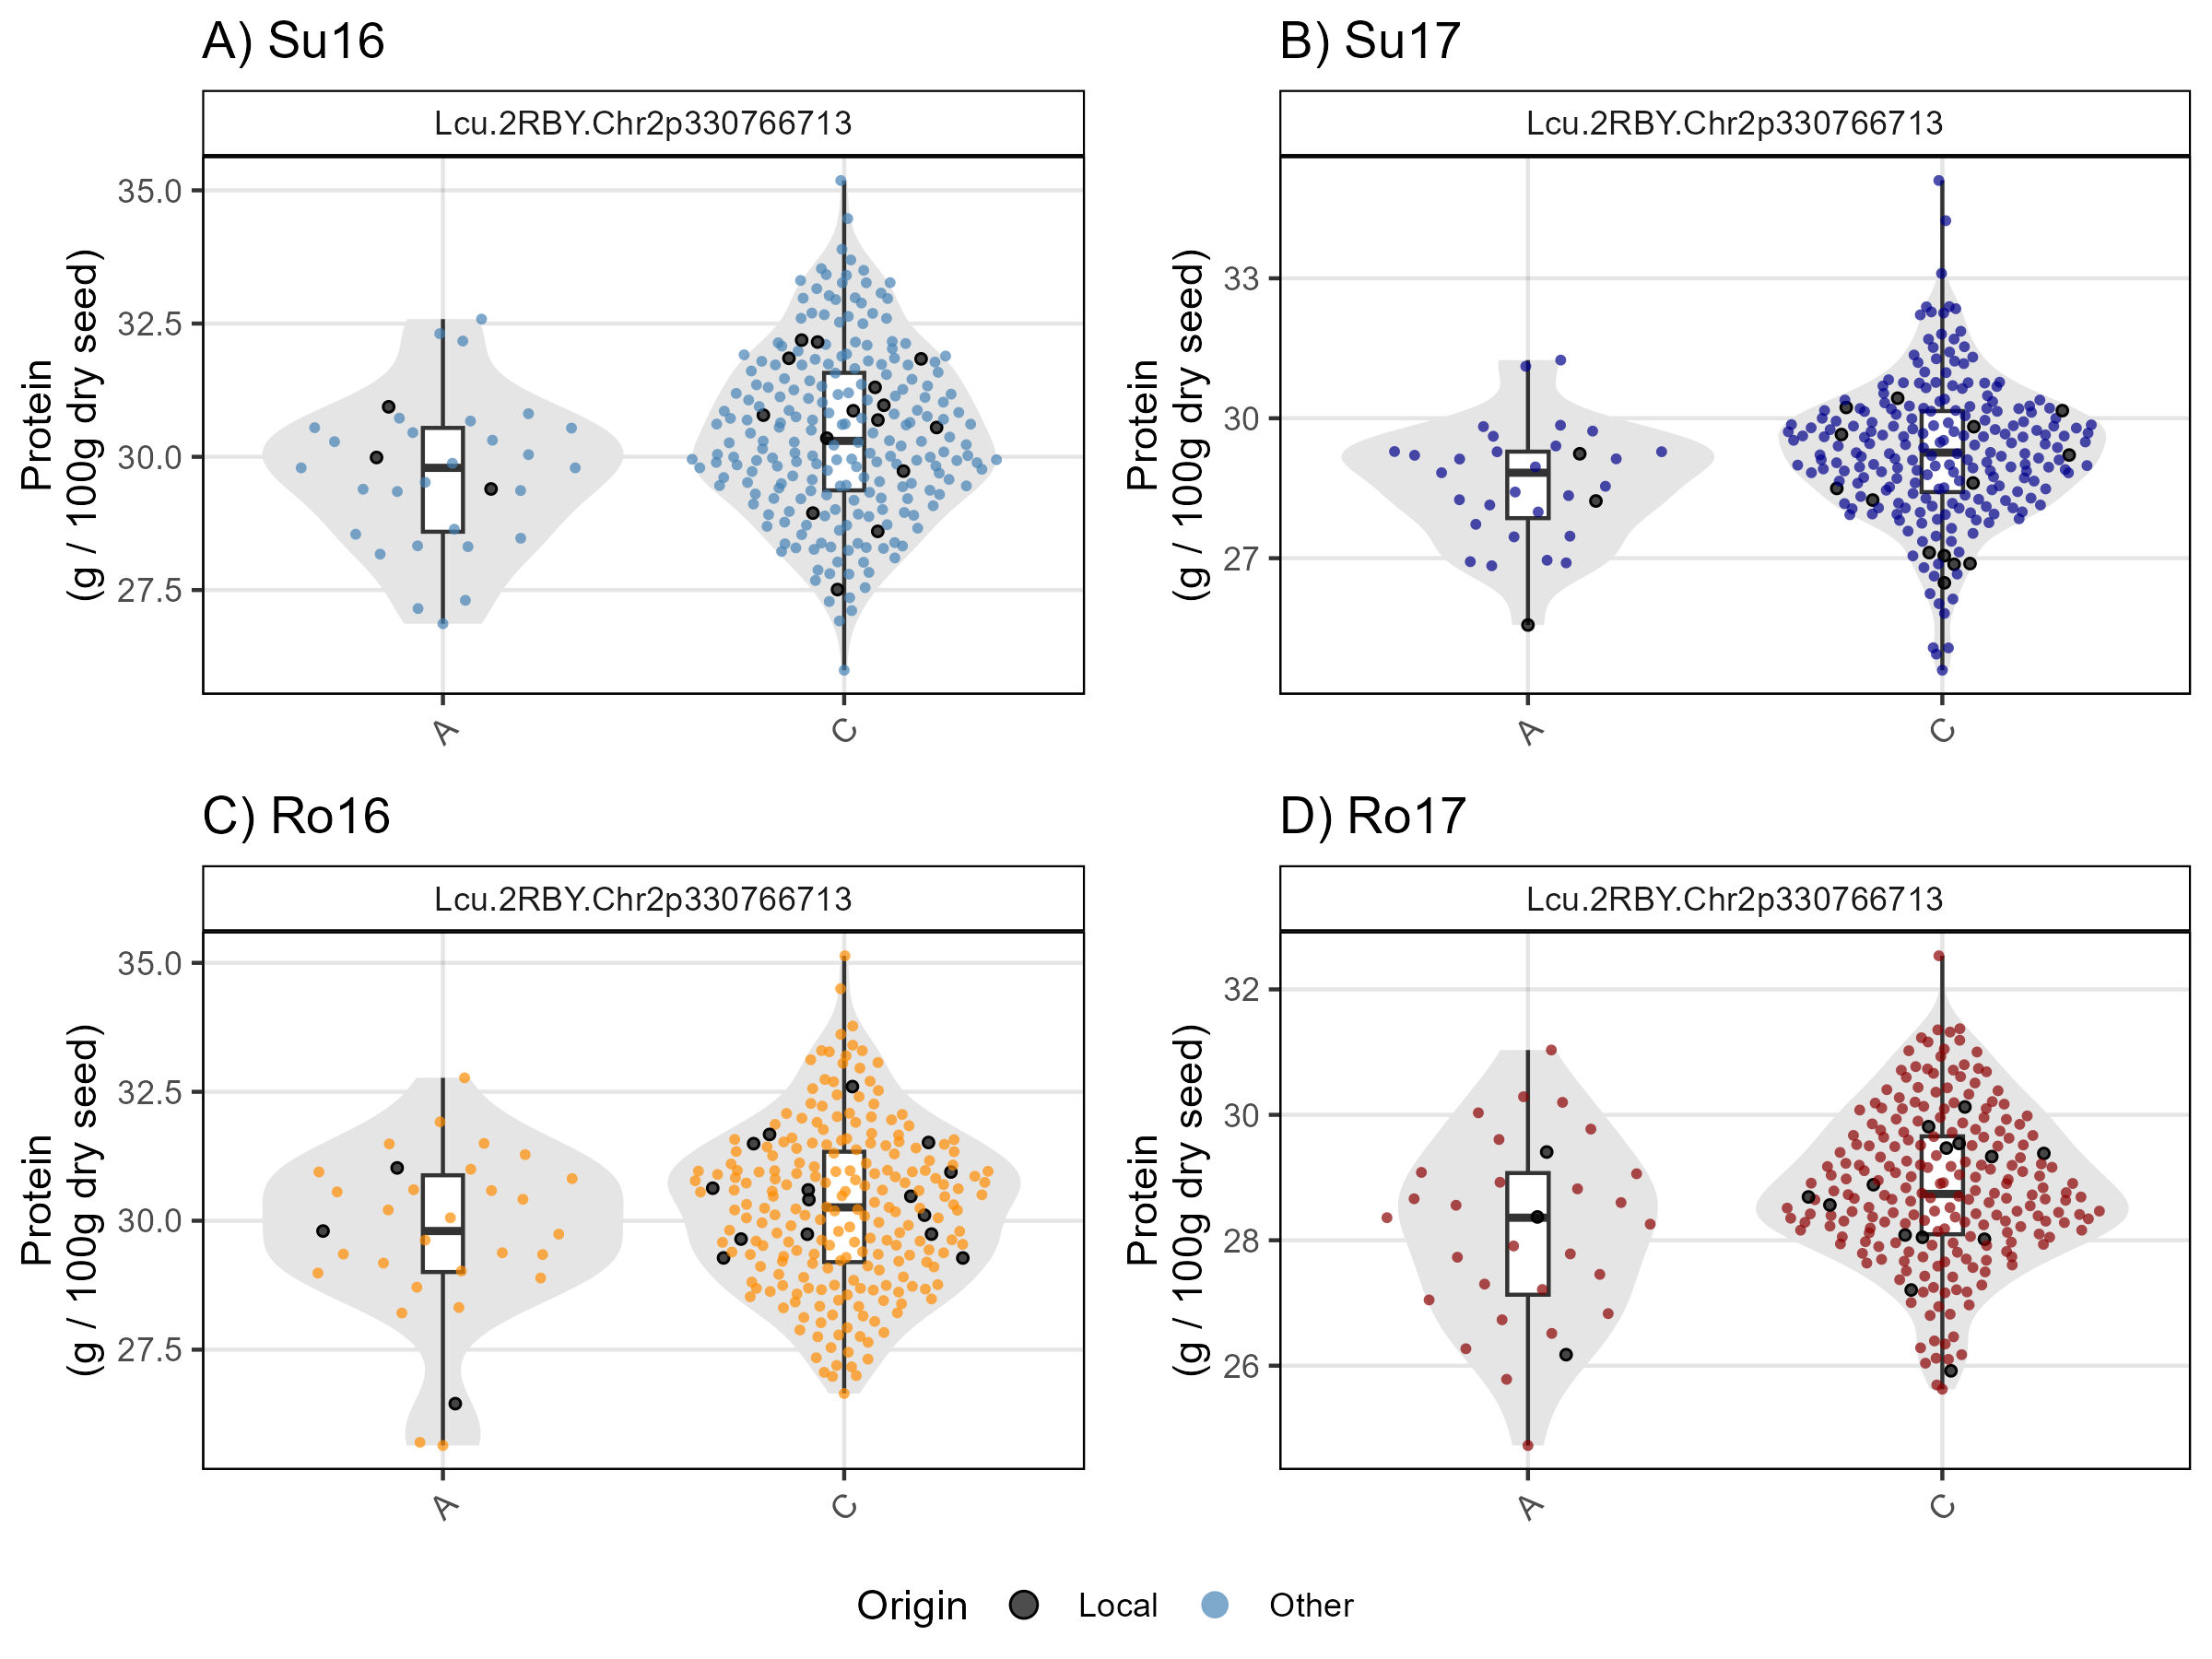 A) Su16
Lcu.2RBY.Chr2p330766713
Protein
(g / 100g dry seed)
35.0
32.5
30.0
27.5
A
C
B) Su17
Lcu.2RBY.Chr2p330766713
Protein
(g / 100g dry seed)
33
30
27
A
C
C) Ro16
Lcu.2RBY.Chr2p330766713
Protein
(g / 100g dry seed)
35.0
32.5
30.0
27.5
A
C
D) Ro17
Lcu.2RBY.Chr2p330766713
Protein
(g / 100g dry seed)
32
30
28
26
A
C
Origin Local Other